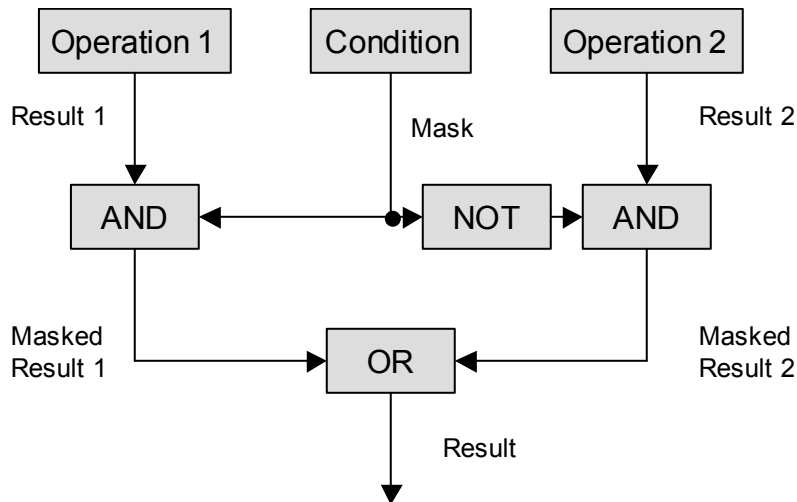 Operation 1
Condition
Operation 2
Result 1
Mask
Result 2
AND
NOT
AND
Masked
Result 1
OR
Masked
Result 2
Result